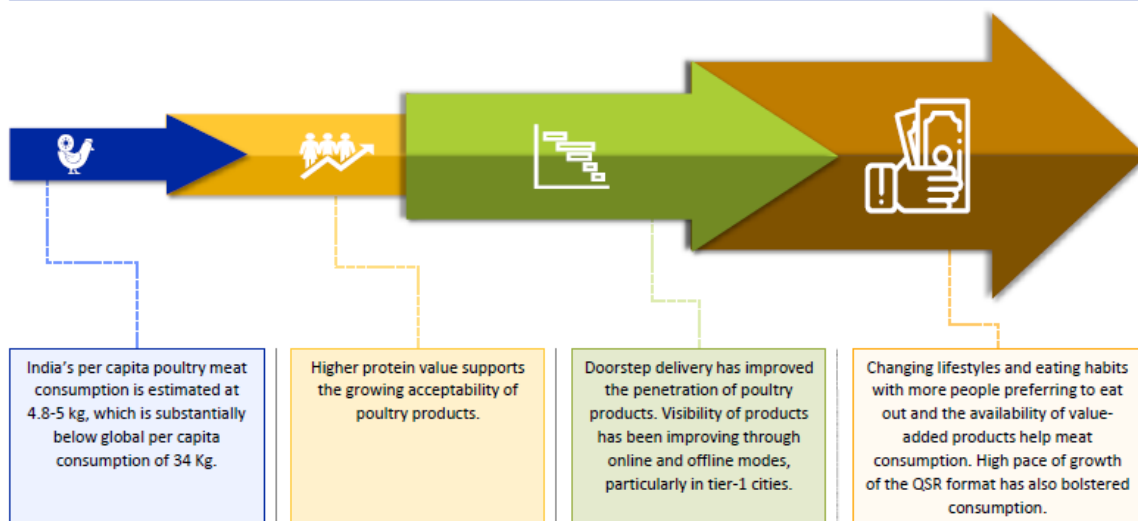 India's per capita poultry meat
consumption is estimated at
4.8-5 kg, which is substantially
below global per capita
consumption of 34 Kg.
Higher protein value supports
the growing acceptability of
poultry products.
Doorstep delivery has improved
the penetration of poultry
products. Visibility of products
has been improving through
online and offline modes,
particularly in tier-1 cities.
Changing lifestyles and eating habits
with more people preferring to eat
out and the availability of value-
added products help meat
consumption. High pace of growth
of the QSR format has also bolstered
consumption.